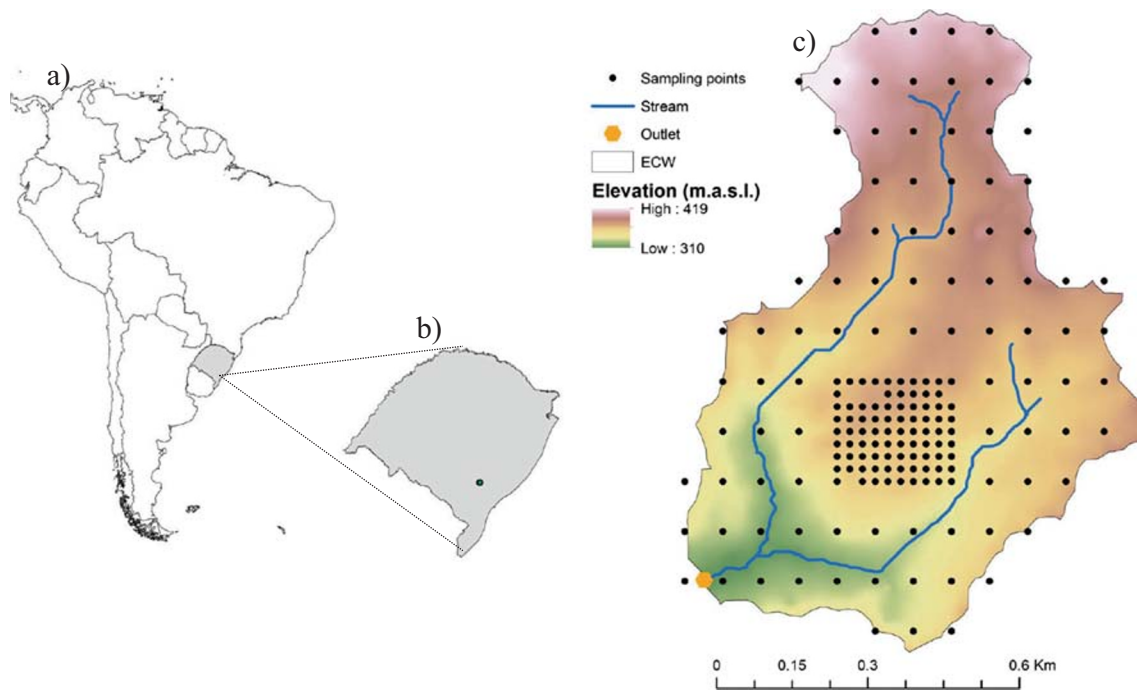 a)
b)
c)
Sampling points
Stream
Outlet
ECW
Elevation (m.a.s.l.)
High : 419
Low : 310
0 0.15 0.3 0.6 Km